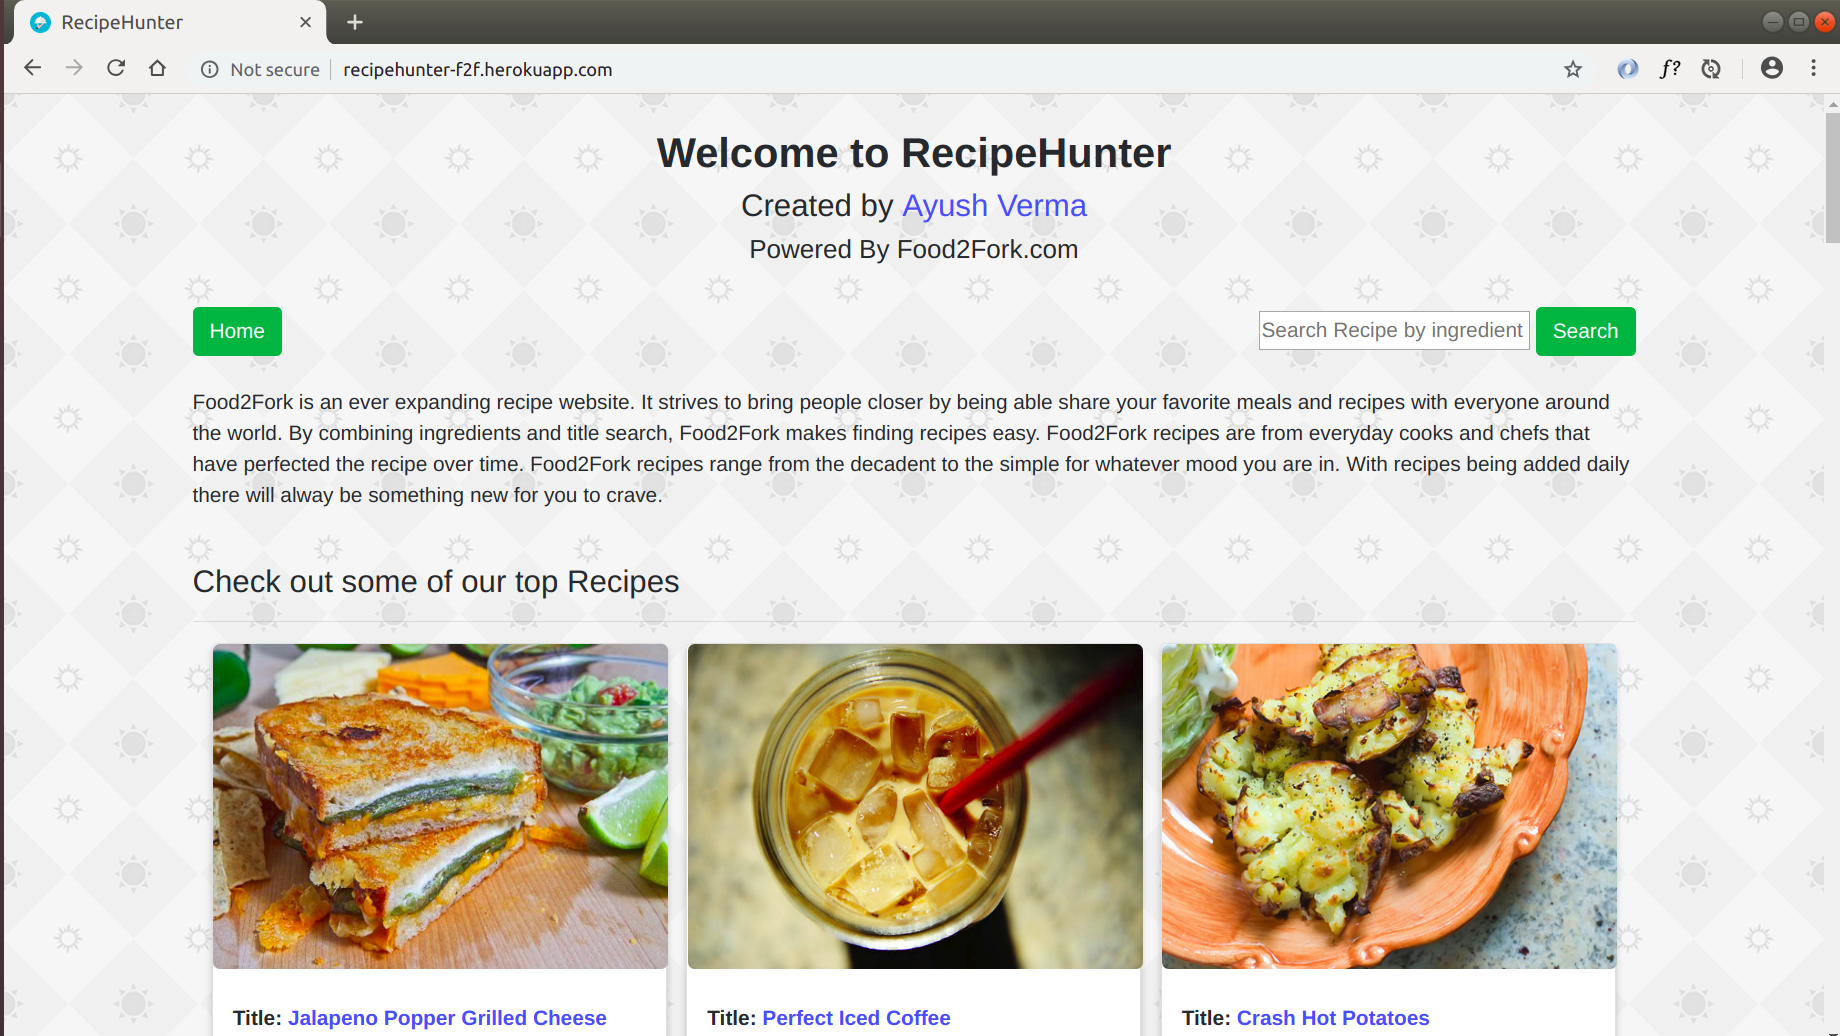 RecipeHunter
Not secure
recipehunter-f2f.herokuapp.com
f?
Welcome to RecipeHunter
Created by Ayush Verma
Powered By Food2Fork.com
Home
Search Recipe by ingredient
Search
Food2Fork is an ever expanding recipe website. It strives to bring people closer by being able share your favorite meals and recipes with everyone around
the world. By combining ingredients and title search, Food2Fork makes finding recipes easy. Food2Fork recipes are from everyday cooks and chefs that
have perfected the recipe over time. Food2Fork recipes range from the decadent to the simple for whatever mood you are in. With recipes being added daily
there will alway be something new for you to crave.
Check out some of our top Recipes
Title: Jalapeno Popper Grilled Cheese
Title: Perfect Iced Coffee
Title: Crash Hot Potatoes